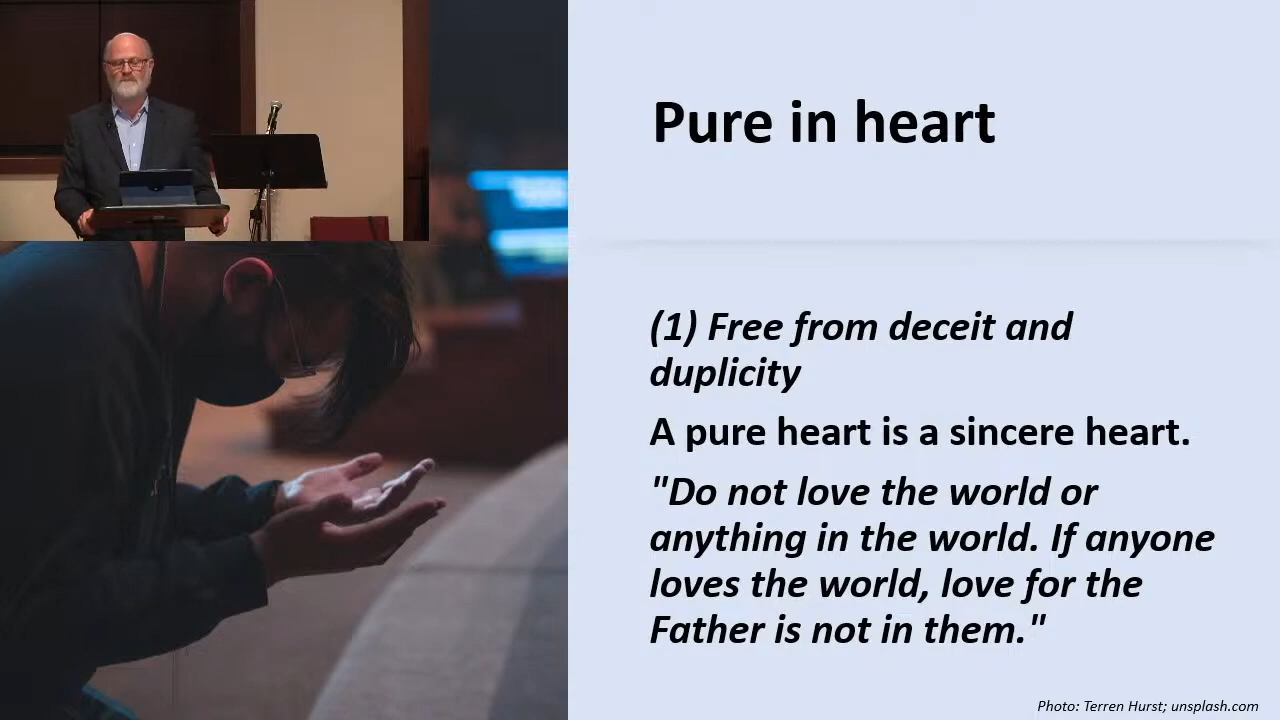 Pure in heart
(1) Free from deceit and
duplicity
A pure heart is a sincere heart.
"Do not love the world or
anything in the world. If anyone
loves the world, love for the
Father is not in them."
Photo: Terren Hurst; unsplash.com